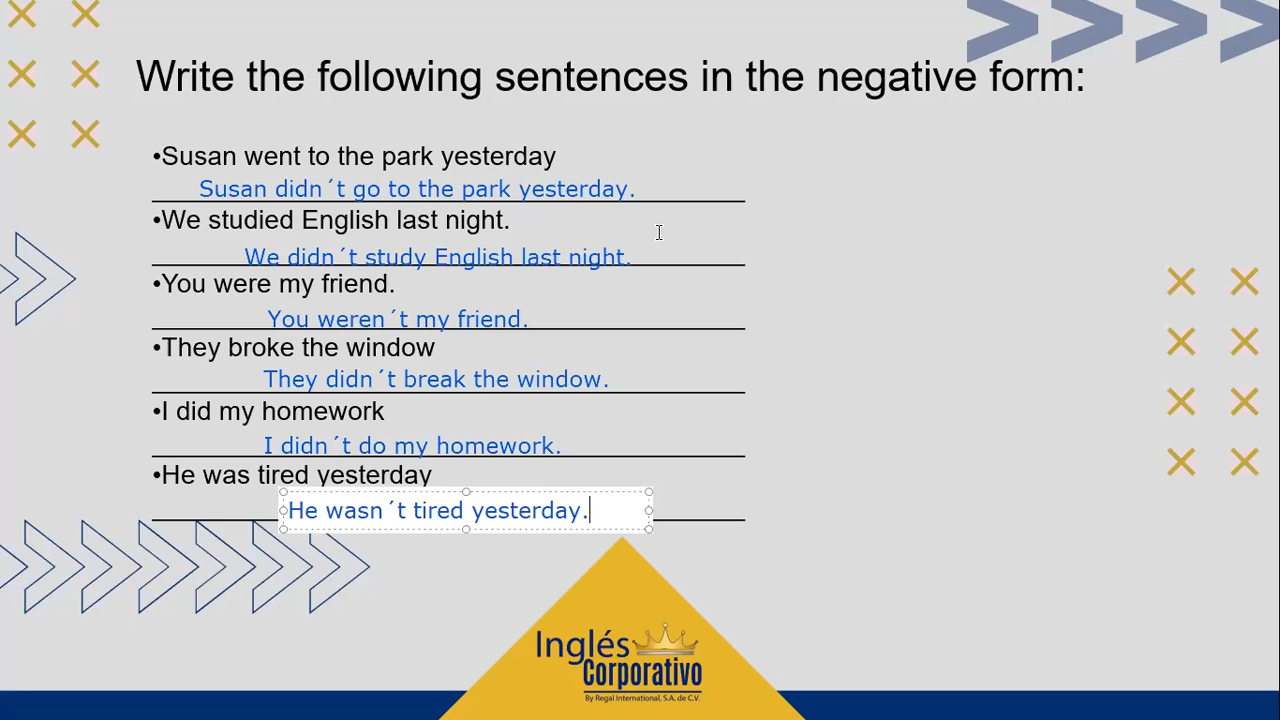 Write the following sentences in the negative form:
•Susan went to the park yesterday
Susan didn´t go to the park yesterday.
•We studied English last night.
We didn´t study English last night.
•You were my friend.
You weren´t my friend.
•They broke the window
They didn´t break the window.
•I did my homework
I didn´t do my homework.
•He was tired yesterday
He wasn´t tired yesterday.
Inglés
Corporativo
By Regal International, S.A. de C.V.